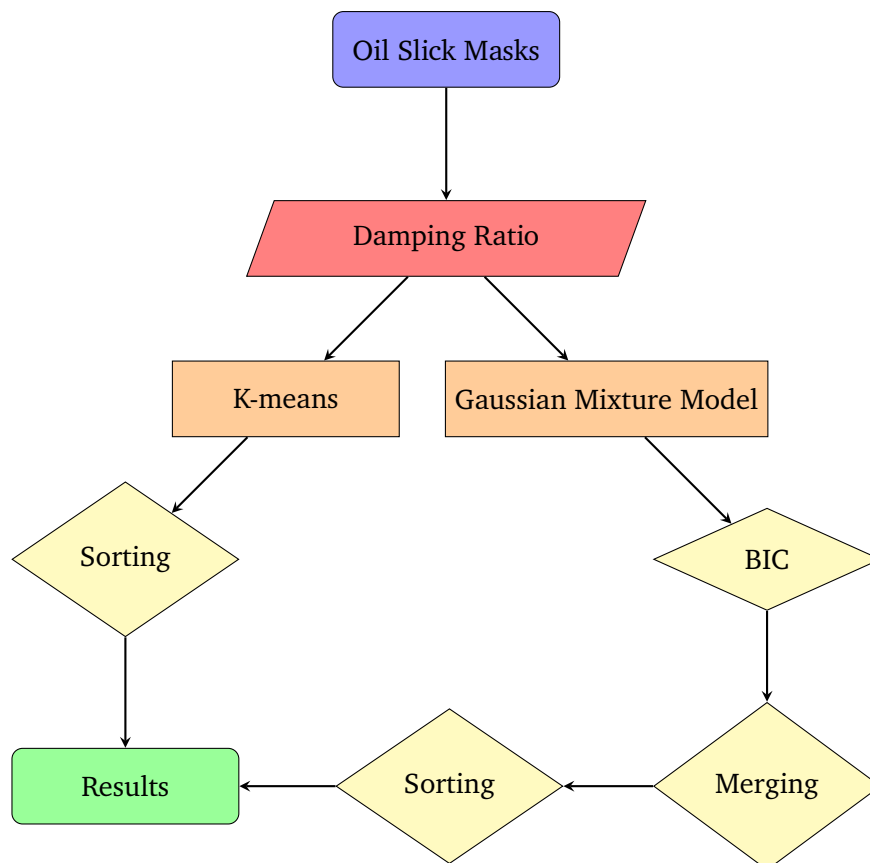 Oil Slick Masks
Damping Ratio
K-means
Gaussian Mixture Model
Sorting
BIC
Results
Sorting
Merging